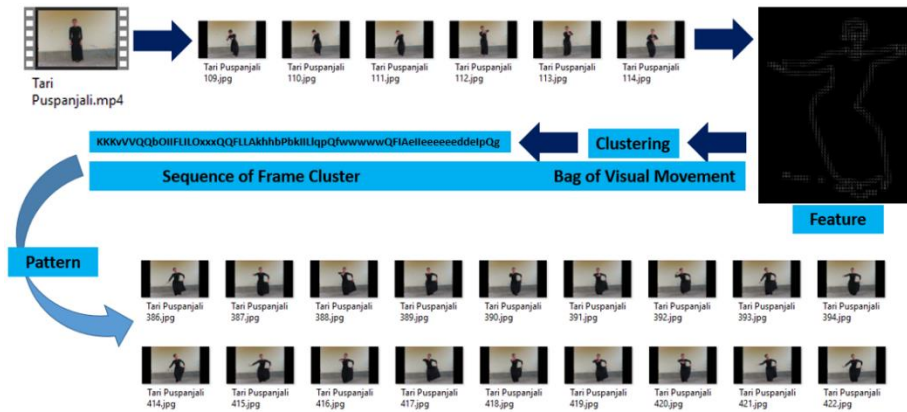 Tari
Puspanjali.mp4
Tari Puspanjali
109.jpg
Tari Puspanjali
110.jpg
Tari Puspanjali
111.jpg
Tari Puspanjali
112.jpg
Tari Puspanjali
113.jpg
Tari Puspanjali
114.jpg
Clustering
Sequence of Frame Cluster
Bag of Visual Movement
Feature
Pattern
Tari Puspanjali
386.jpg
Tari Puspanjali
387.jpg
Tari Puspanjali
388.jpg
Tari Puspanjali
389.jpg
Tari Puspanjali
390.jpg
Tari Puspanjali
391.jpg
Tari Puspanjali
392.jpg
Tari Puspanjali
393.jpg
Tari Puspanjali
394.jpg
Tari Puspanjali
414.jpg
Tari Puspanjali
415.jpg
Tari Puspanjali
416.jpg
Tari Puspanjali
417.jpg
Tari Puspanjali
418.jpg
Tari Puspanjali
419.jpg
Tari Puspanjali
420.jpg
Tari Puspanjali
421.jpg
Tari Puspanjali
422.jpg